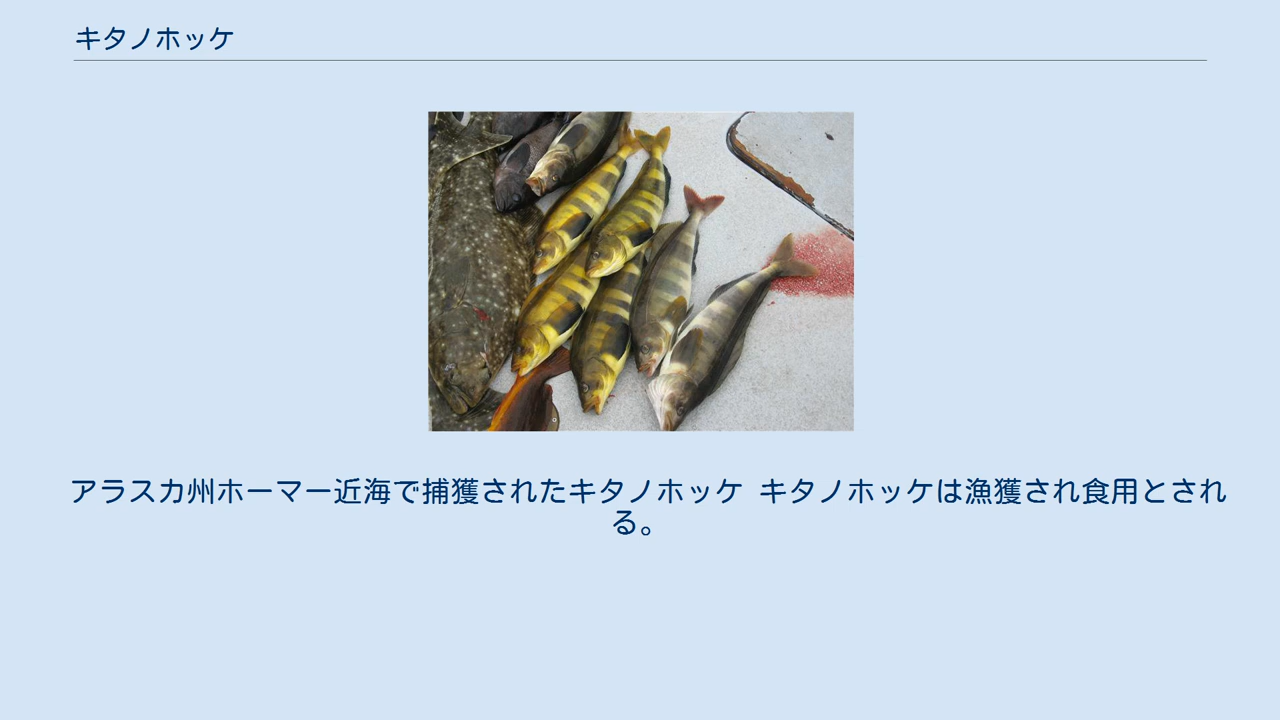 キタノホッケ
アラスカ州ホーマー近海で捕獲されたキタノホッケ キタノホッケは漁獲され食用とされ
る。